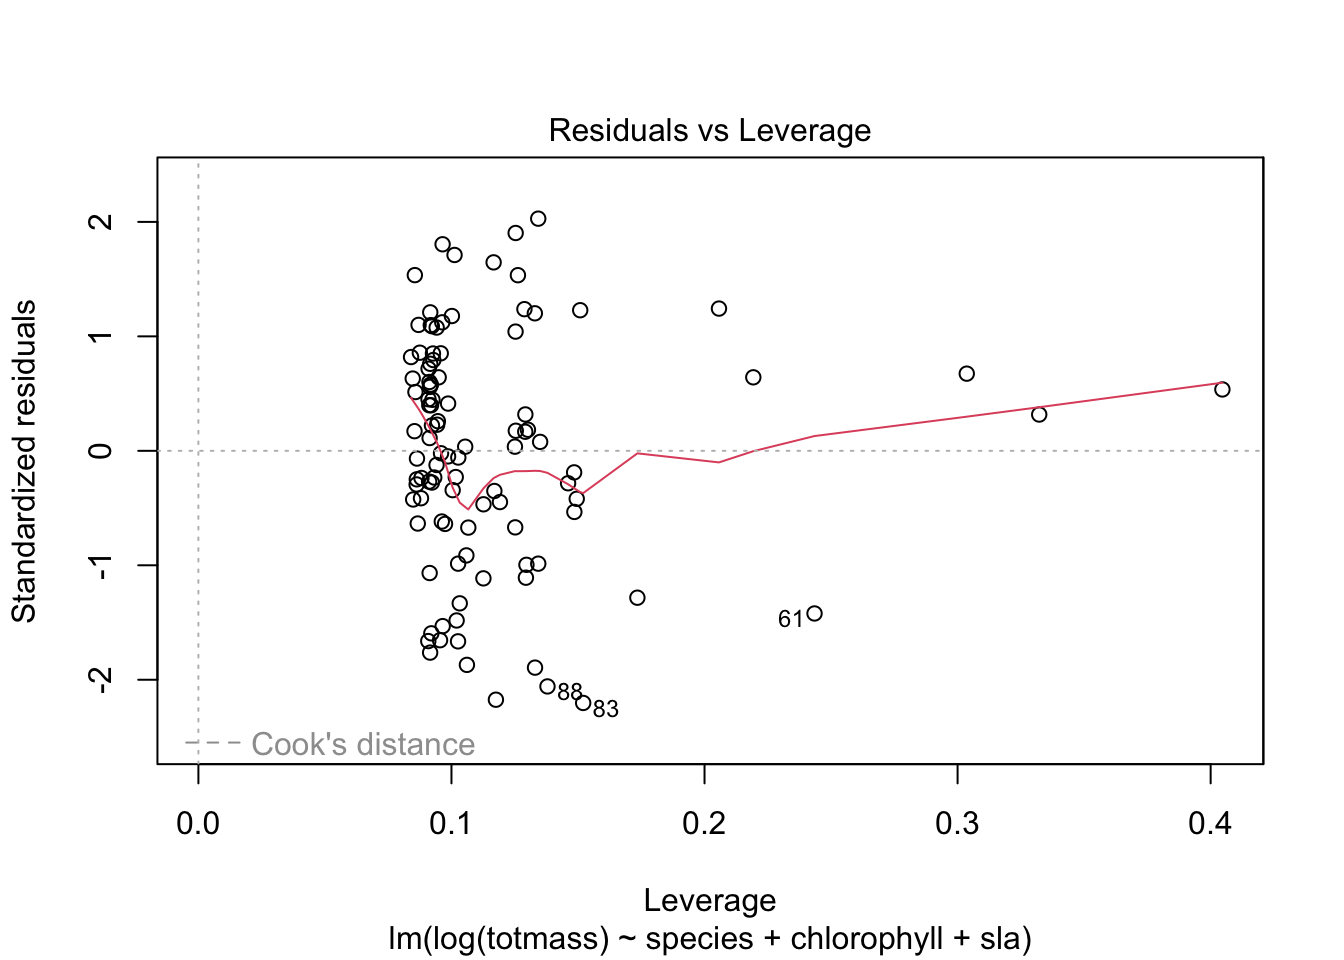 Residuals vs Leverage
Standardized residuals
2
1
0
-1
-2
61
88
83
Cook's distance
0.0 0.1 0.2 0.3 0.4
Leverage
lm(log(totmass) ~ species + chlorophyll + sla)